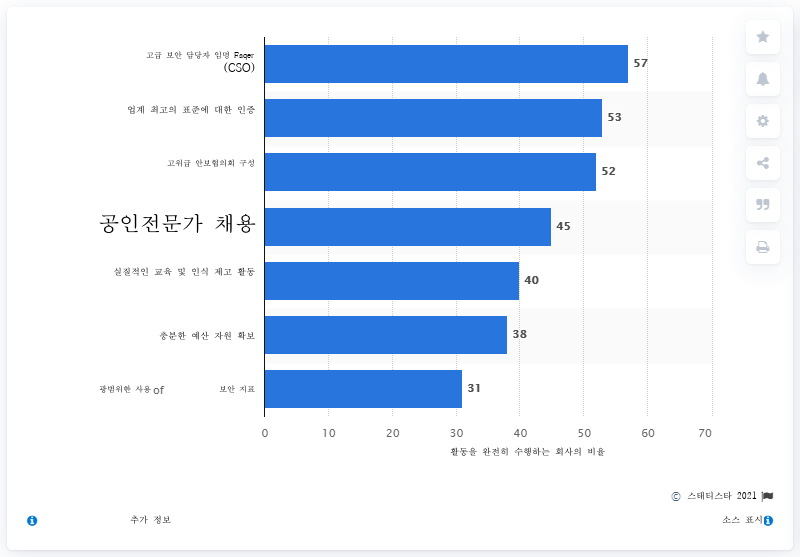 고급 보안 담당자 임명
(CSO)
57
업계 최고의 표준에 대한 인증
53
고위급 안보협의회 구성
52
공인전문가 채용
45
실질적인 교육 및 인식 제고 활동
40
충분한 예산 자원 확보
38
광범위한 사용 of 보안 지표
31
0 10 20 30 40 50 60 70
활동을 완전히 수행하는 회사의 비율
© 스태티스타 2021
추가 정보
소스 표시